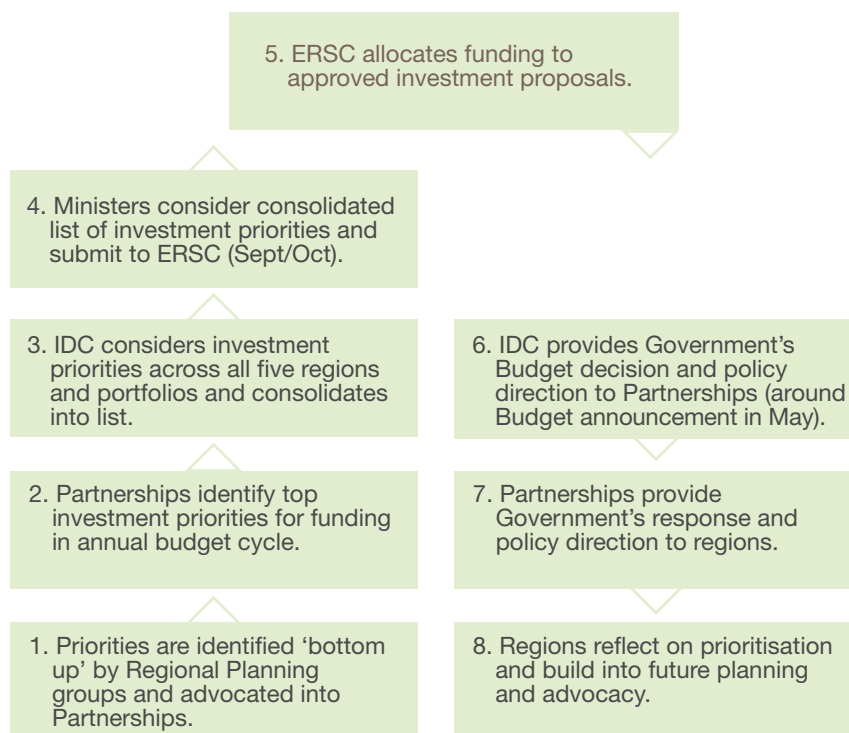 5. ERSC allocates funding to
approved investment proposals.
4. Ministers consider consolidated
list of investment priorities and
submit to ERSC (Sept/Oct).
3. IDC considers investment
priorities across all five regions
and portfolios and consolidates
into list.
2. Partnerships identify top
investment priorities for funding
in annual budget cycle.
1. Priorities are identified ‘bottom
up’ by Regional Planning
groups and advocated into
Partnerships.
6. IDC provides Government’s
Budget decision and policy
direction to Partnerships (around
Budget announcement in May).
7. Partnerships provide
Government’s response and
policy direction to regions.
8. Regions reflect on prioritisation
and build into future planning
and advocacy.